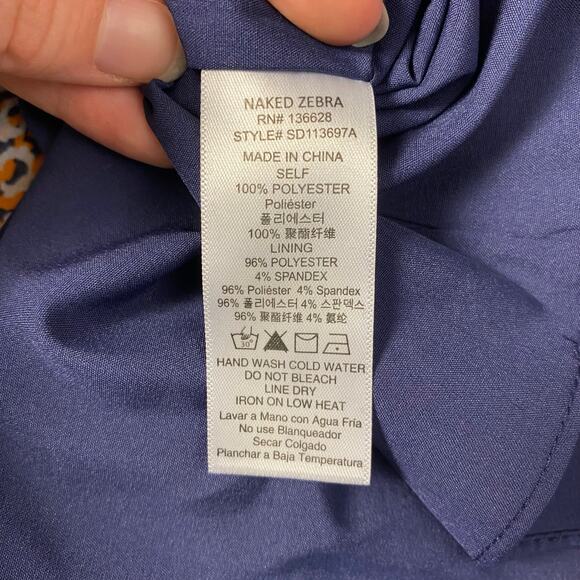 NAKED ZEBRA
RN# 136628
STYLE# SD113697A
MADE IN CHINA
SELF
100% POLYESTER
Poliéster
폴리에스터
100% 聚酯纤维
LINING
96% POLYESTER
4% SPANDEX
96% Poliéster 4% Spandex
96% 폴리에스터 4% 스판덱스
96% 聚酯纤维 4% 氨纶
30°
HAND WASH COLD WATER
DO NOT BLEACH
LINE DRY
IRON ON LOW HEAT
Lavar a Mano con Agua Fría
No use Blanqueador
Secar Colgado
Planchar a Baja Temperatura